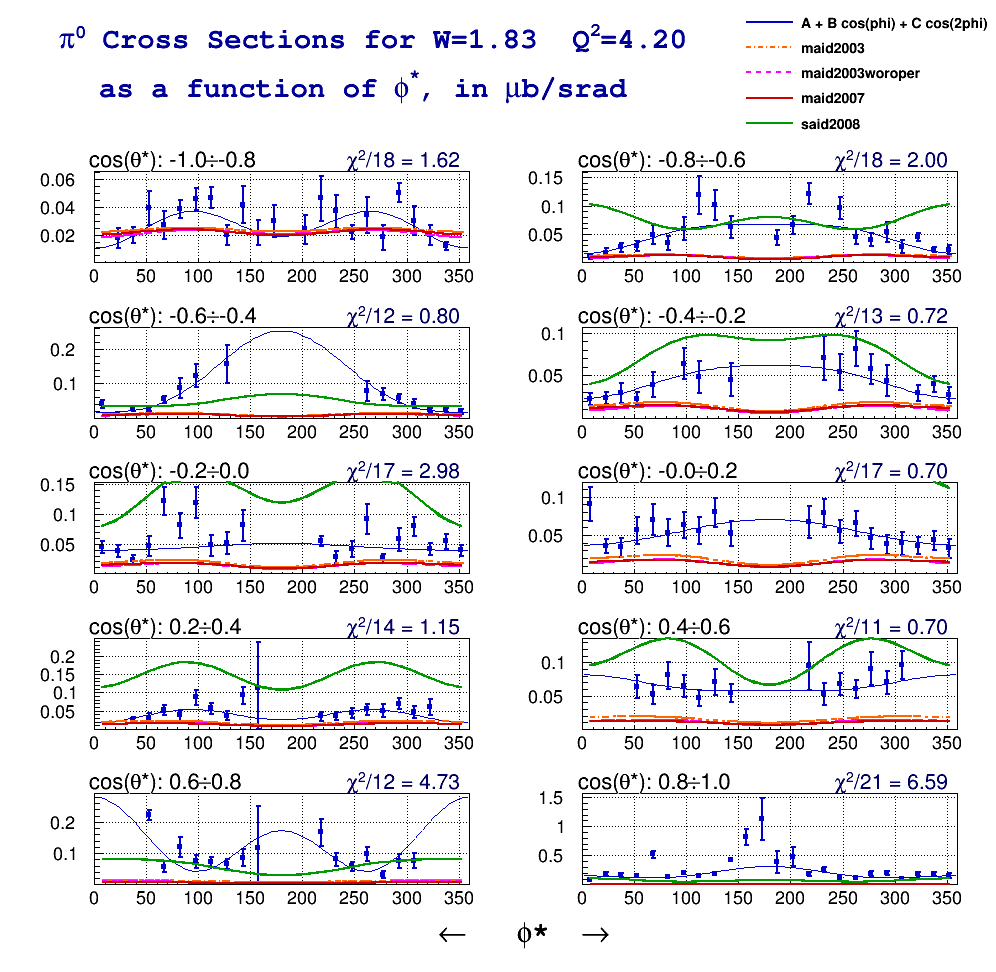 π⁰ Cross Sections for W=1.83 Q²=4.20
as a function of ϕ*, in μb/srad
A + B cos(phi) + C cos(2phi)
maid2003
maid2003woroper
maid2007
said2008
cos(θ*): -1.0÷-0.8 χ²/18 = 1.62
0.06
0.04
0.02
0 50 100 150 200 250 300 350
cos(θ*): -0.8÷-0.6 χ²/18 = 2.00
0.15
0.1
0.05
0 50 100 150 200 250 300 350
cos(θ*): -0.6÷-0.4 χ²/12 = 0.80
0.2
0.1
0 50 100 150 200 250 300 350
cos(θ*): -0.4÷-0.2 χ²/13 = 0.72
0.1
0.05
0 50 100 150 200 250 300 350
cos(θ*): -0.2÷0.0 χ²/17 = 2.98
0.15
0.1
0.05
0 50 100 150 200 250 300 350
cos(θ*): -0.0÷0.2 χ²/17 = 0.70
0.1
0.05
0 50 100 150 200 250 300 350
cos(θ*): 0.2÷0.4 χ²/14 = 1.15
0.2
0.15
0.1
0.05
0 50 100 150 200 250 300 350
cos(θ*): 0.4÷0.6 χ²/11 = 0.70
0.1
0.05
0 50 100 150 200 250 300 350
cos(θ*): 0.6÷0.8 χ²/12 = 4.73
0.2
0.1
0 50 100 150 200 250 300 350
cos(θ*): 0.8÷1.0 χ²/21 = 6.59
1.5
1
0.5
0 50 100 150 200 250 300 350
← ϕ* →